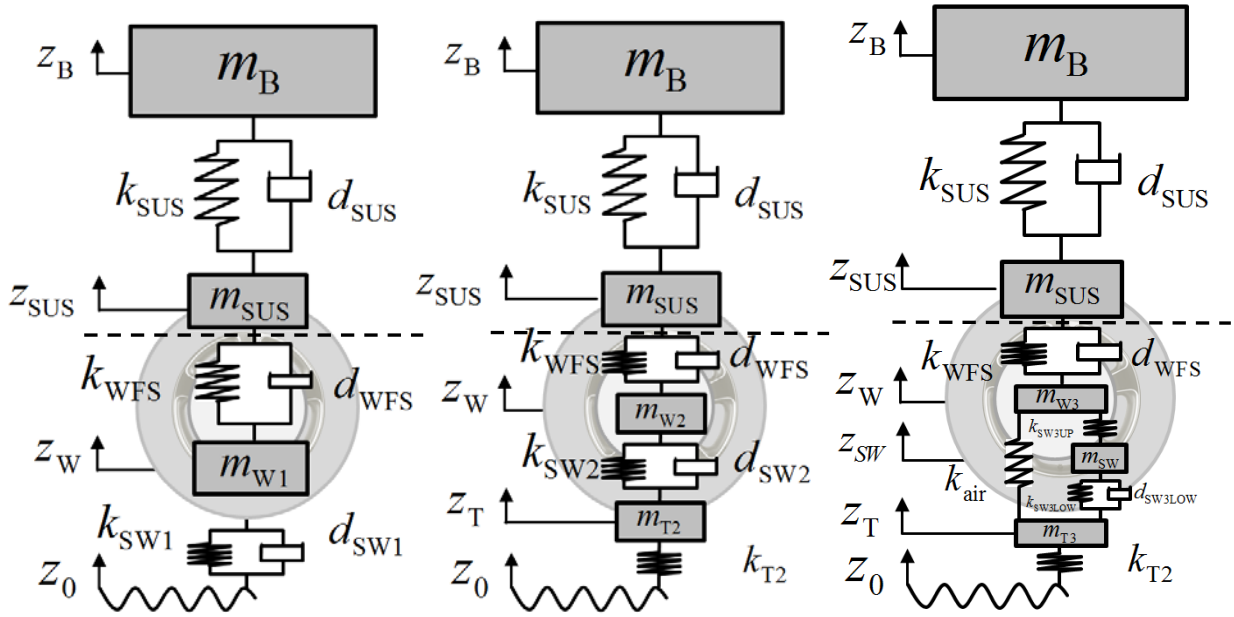 z_B
m_B
k_SUS
d_SUS
z_SUS
m_SUS
k_WFS
d_WFS
z_W
m_W1
k_SW1
d_SW1
z_0
z_B
m_B
k_SUS
d_SUS
z_SUS
m_SUS
k_WFS
d_WFS
z_W
m_W2
k_SW2
d_SW2
z_T
m_T2
z_0
k_T2
z_B
m_B
k_SUS
d_SUS
z_SUS
m_SUS
k_WFS
d_WFS
z_W
m_W3
k_SW3UP
z_SW
m_SW
k_air
k_SW3LOW
d_SW3LOW
z_T
m_T3
z_0
k_T2